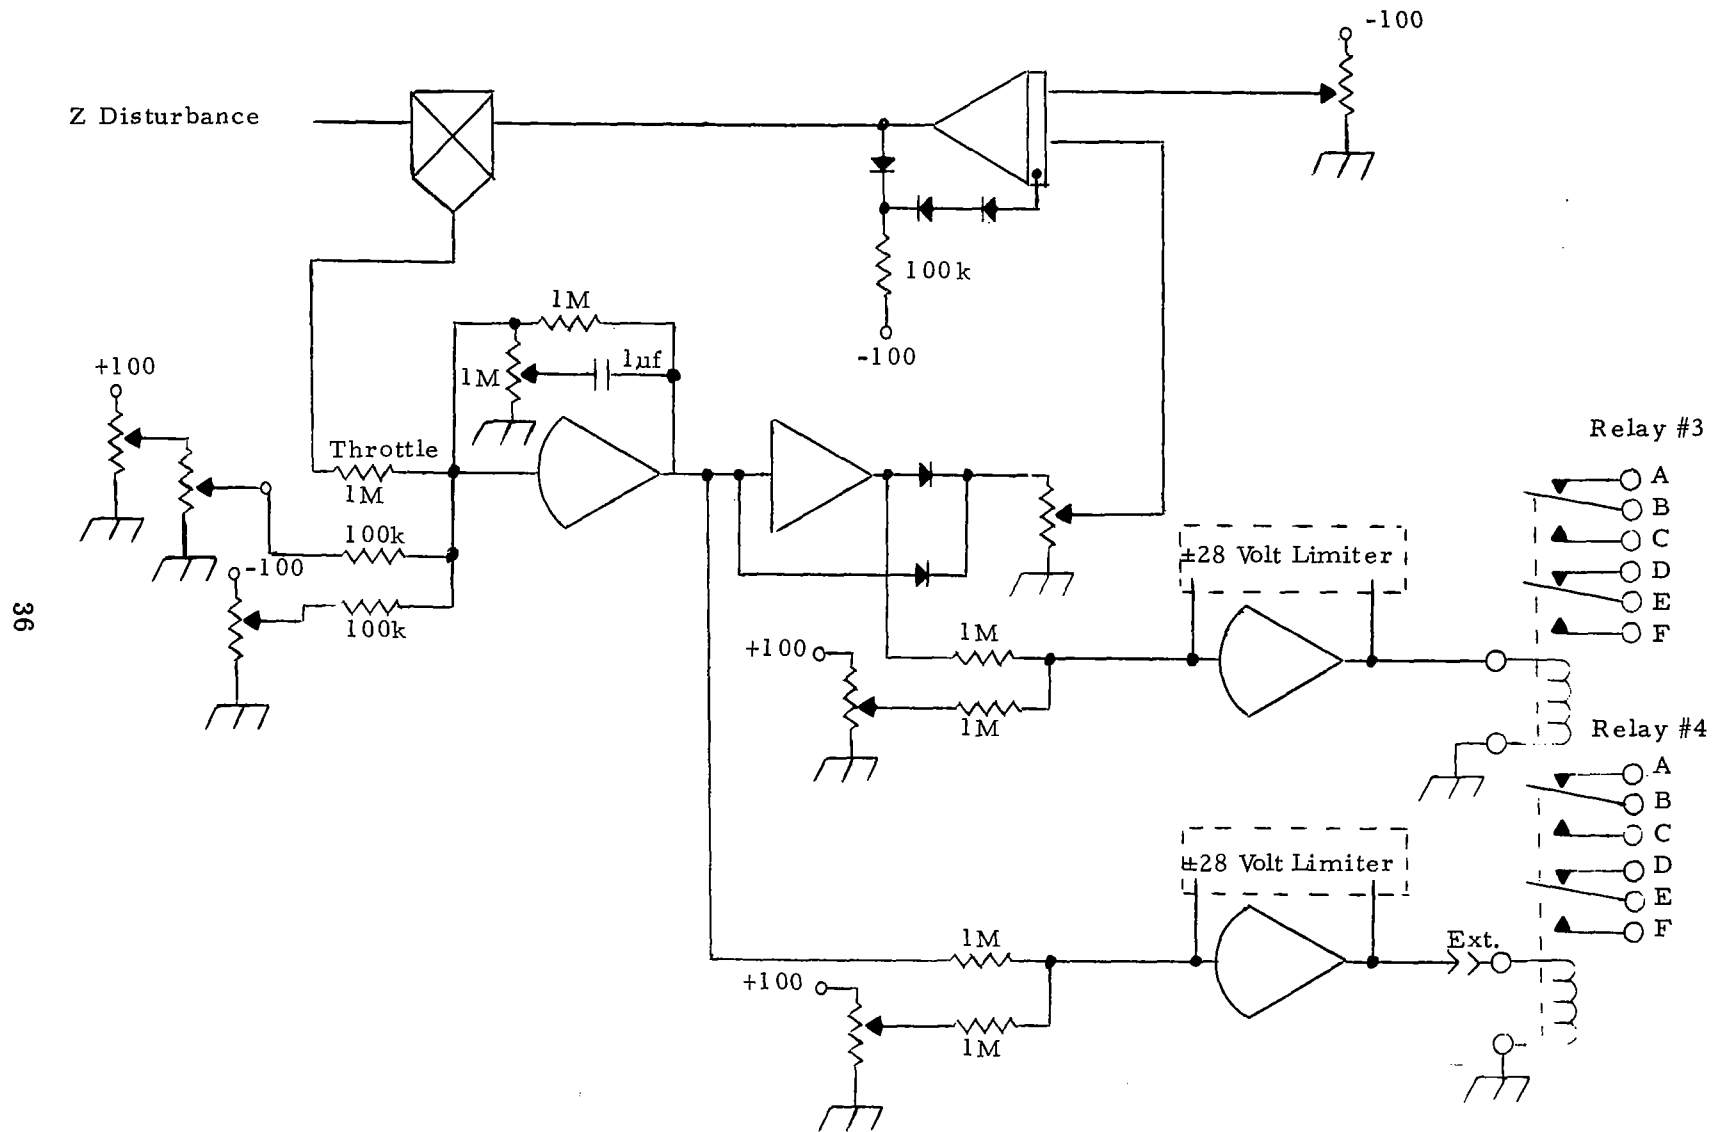 -100
Z Disturbance
100k
-100
1M
1M
1µf
+100
Throttle
1M
100k
-100
100k
Relay #3
A
B
C
D
E
F
±28 Volt Limiter
+100
1M
1M
Relay #4
A
B
C
D
E
F
±28 Volt Limiter
Ext.
+100
1M
1M
36